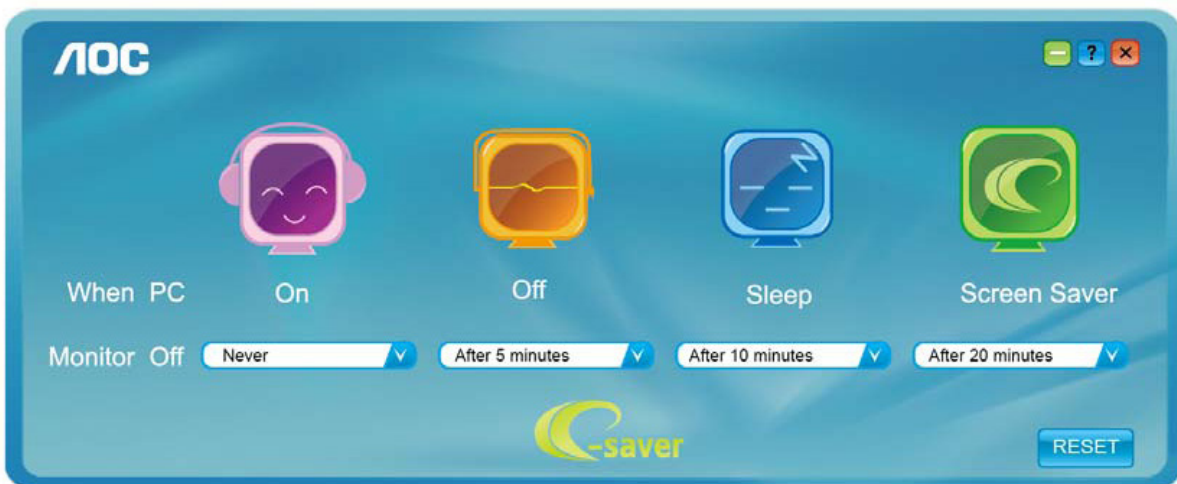 AOC
?
When PC On Off Sleep Screen Saver
Monitor Off Never After 5 minutes After 10 minutes After 20 minutes
e-saver
RESET